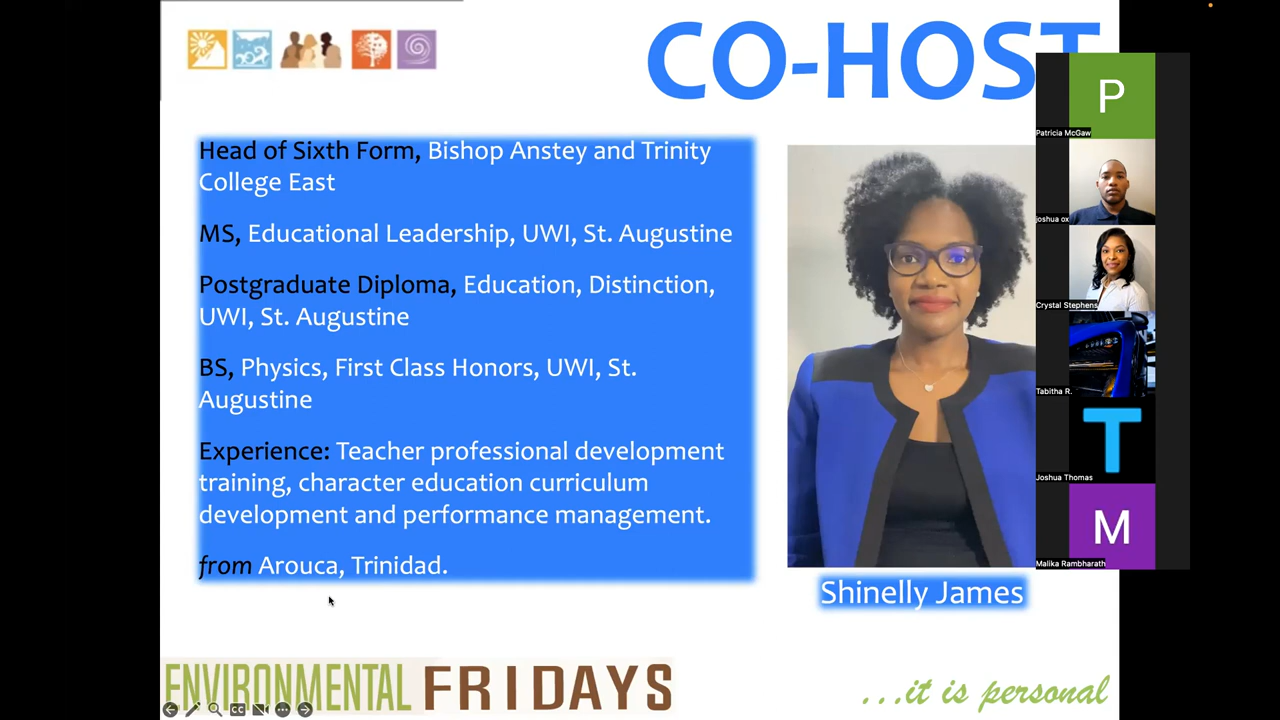 CO-HOST
Head of Sixth Form, Bishop Anstey and Trinity
College East
MS, Educational Leadership, UWI, St. Augustine
Postgraduate Diploma, Education, Distinction,
UWI, St. Augustine
BS, Physics, First Class Honors, UWI, St.
Augustine
Experience: Teacher professional development
training, character education curriculum
development and performance management.
from Arouca, Trinidad.
Shinelly James
P
Patricia McGaw
joshua ox
Crystal Stephens
Tabitha R.
T
Joshua Thomas
M
Malika Rambharath
ENVIRONMENTAL FRIDAYS
...it is personal